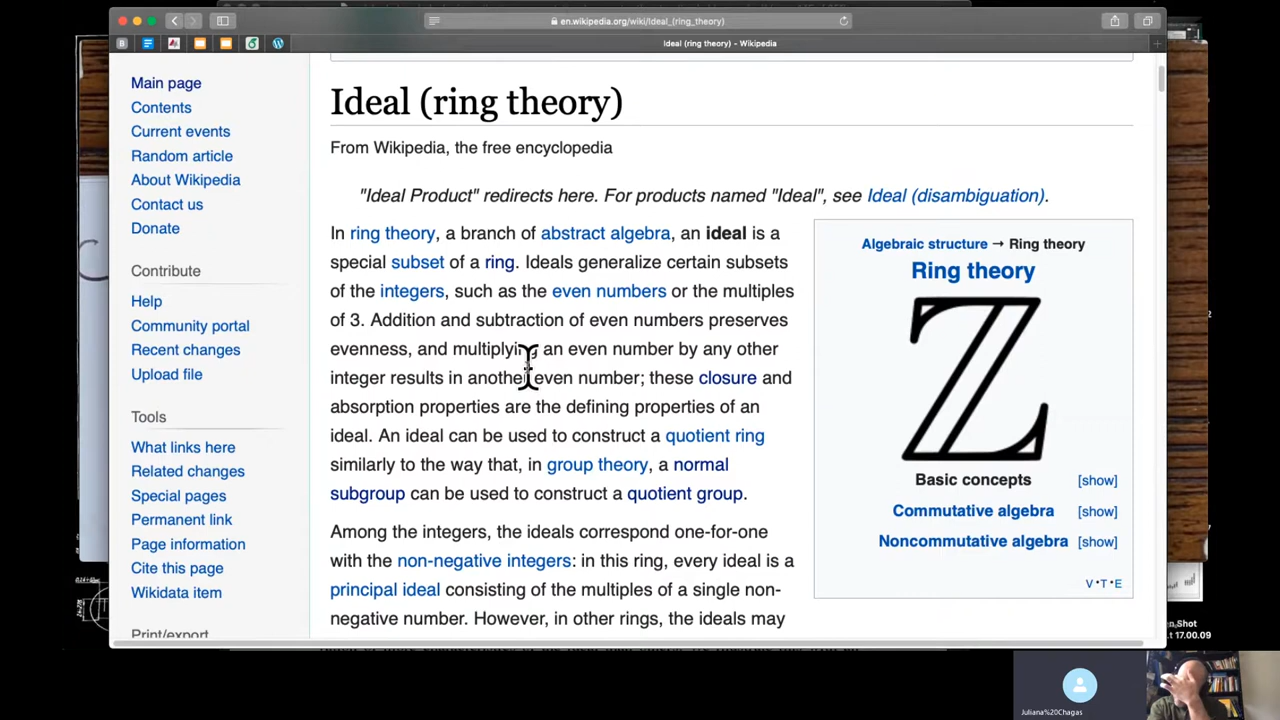 en.wikipedia.org/wiki/Ideal_(ring_theory)
Ideal (ring theory) - Wikipedia
Main page
Contents
Current events
Random article
About Wikipedia
Contact us
Donate
Contribute
Help
Community portal
Recent changes
Upload file
Tools
What links here
Related changes
Special pages
Permanent link
Page information
Cite this page
Wikidata item
Print/export
Ideal (ring theory)
From Wikipedia, the free encyclopedia
"Ideal Product" redirects here. For products named "Ideal", see Ideal (disambiguation).
In ring theory, a branch of abstract algebra, an ideal is a
special subset of a ring. Ideals generalize certain subsets
of the integers, such as the even numbers or the multiples
of 3. Addition and subtraction of even numbers preserves
evenness, and multiplying an even number by any other
integer results in another even number; these closure and
absorption properties are the defining properties of an
ideal. An ideal can be used to construct a quotient ring
similarly to the way that, in group theory, a normal
subgroup can be used to construct a quotient group.
Among the integers, the ideals correspond one-for-one
with the non-negative integers: in this ring, every ideal is a
principal ideal consisting of the multiples of a single non-
negative number. However, in other rings, the ideals may
Algebraic structure → Ring theory
Ring theory
ℤ
Basic concepts [show]
Commutative algebra [show]
Noncommutative algebra [show]
V • T • E
Shot
17.00.09
Juliana%20Chagas